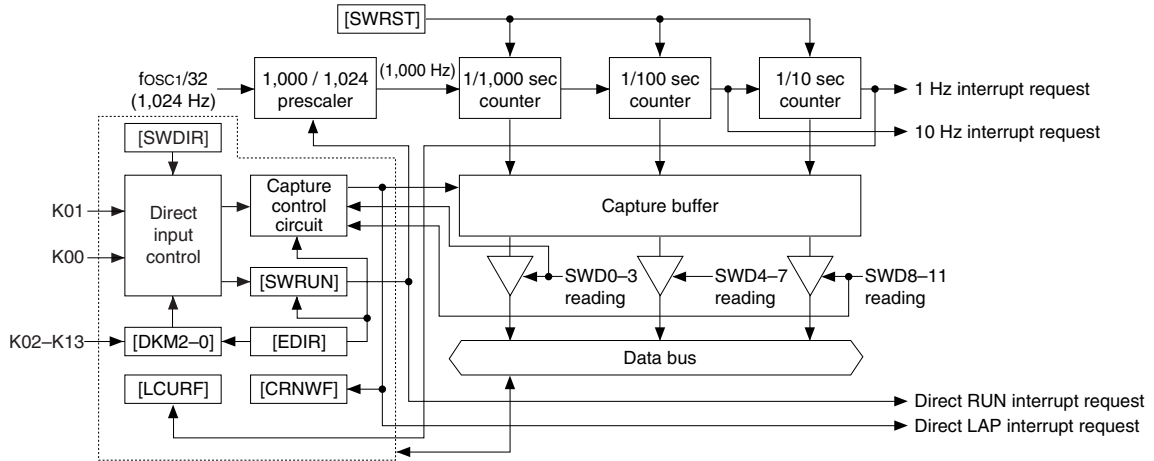 [SWRST]
fOSC1/32
(1,024 Hz)
1,000 / 1,024
prescaler
(1,000 Hz)
1/1,000 sec
counter
1/100 sec
counter
1/10 sec
counter
1 Hz interrupt request
10 Hz interrupt request
[SWDIR]
K01
K00
Direct
input
control
Capture
control
circuit
Capture buffer
[SWRUN]
SWD0–3
reading
SWD4–7
reading
SWD8–11
reading
K02–K13
[DKM2–0]
[EDIR]
Data bus
[LCURF]
[CRNWF]
Direct RUN interrupt request
Direct LAP interrupt request